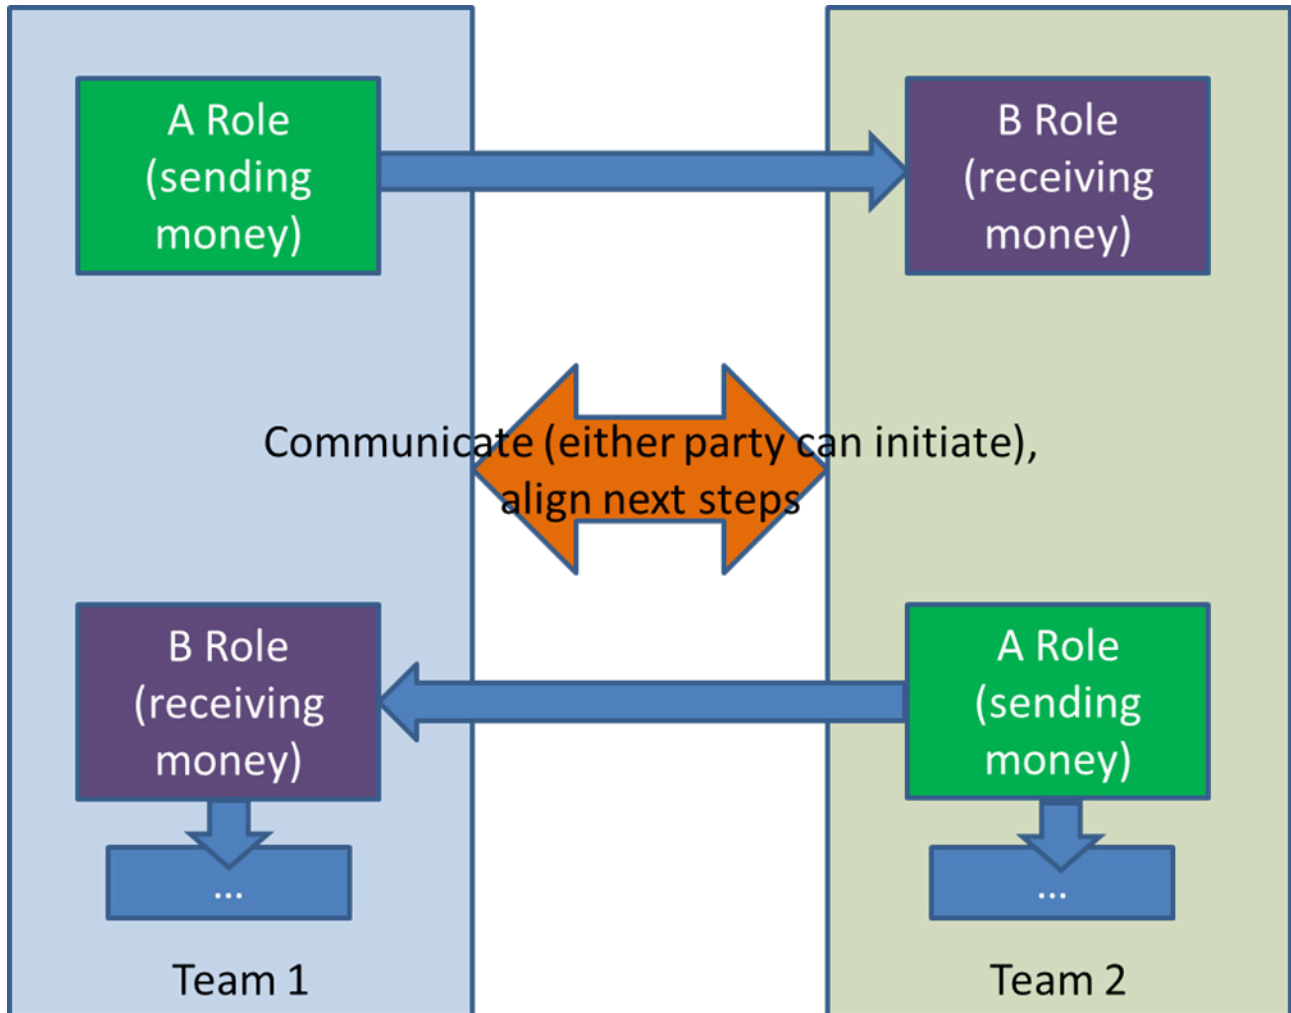 A Role
(sending
money)
B Role
(receiving
money)
Communicate (either party can initiate),
align next steps
B Role
(receiving
money)
A Role
(sending
money)
...
...
Team 1
Team 2